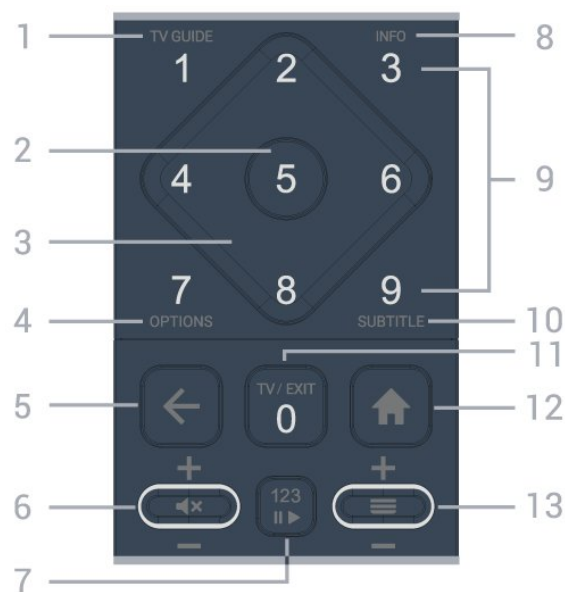 1 TV GUIDE INFO 8
1 2 3
2 9
4 5 6
3
7 8 9
4 OPTIONS SUBTITLE 10
11
5 TV / EXIT 12
0
+ +
6 123 13
- -
7